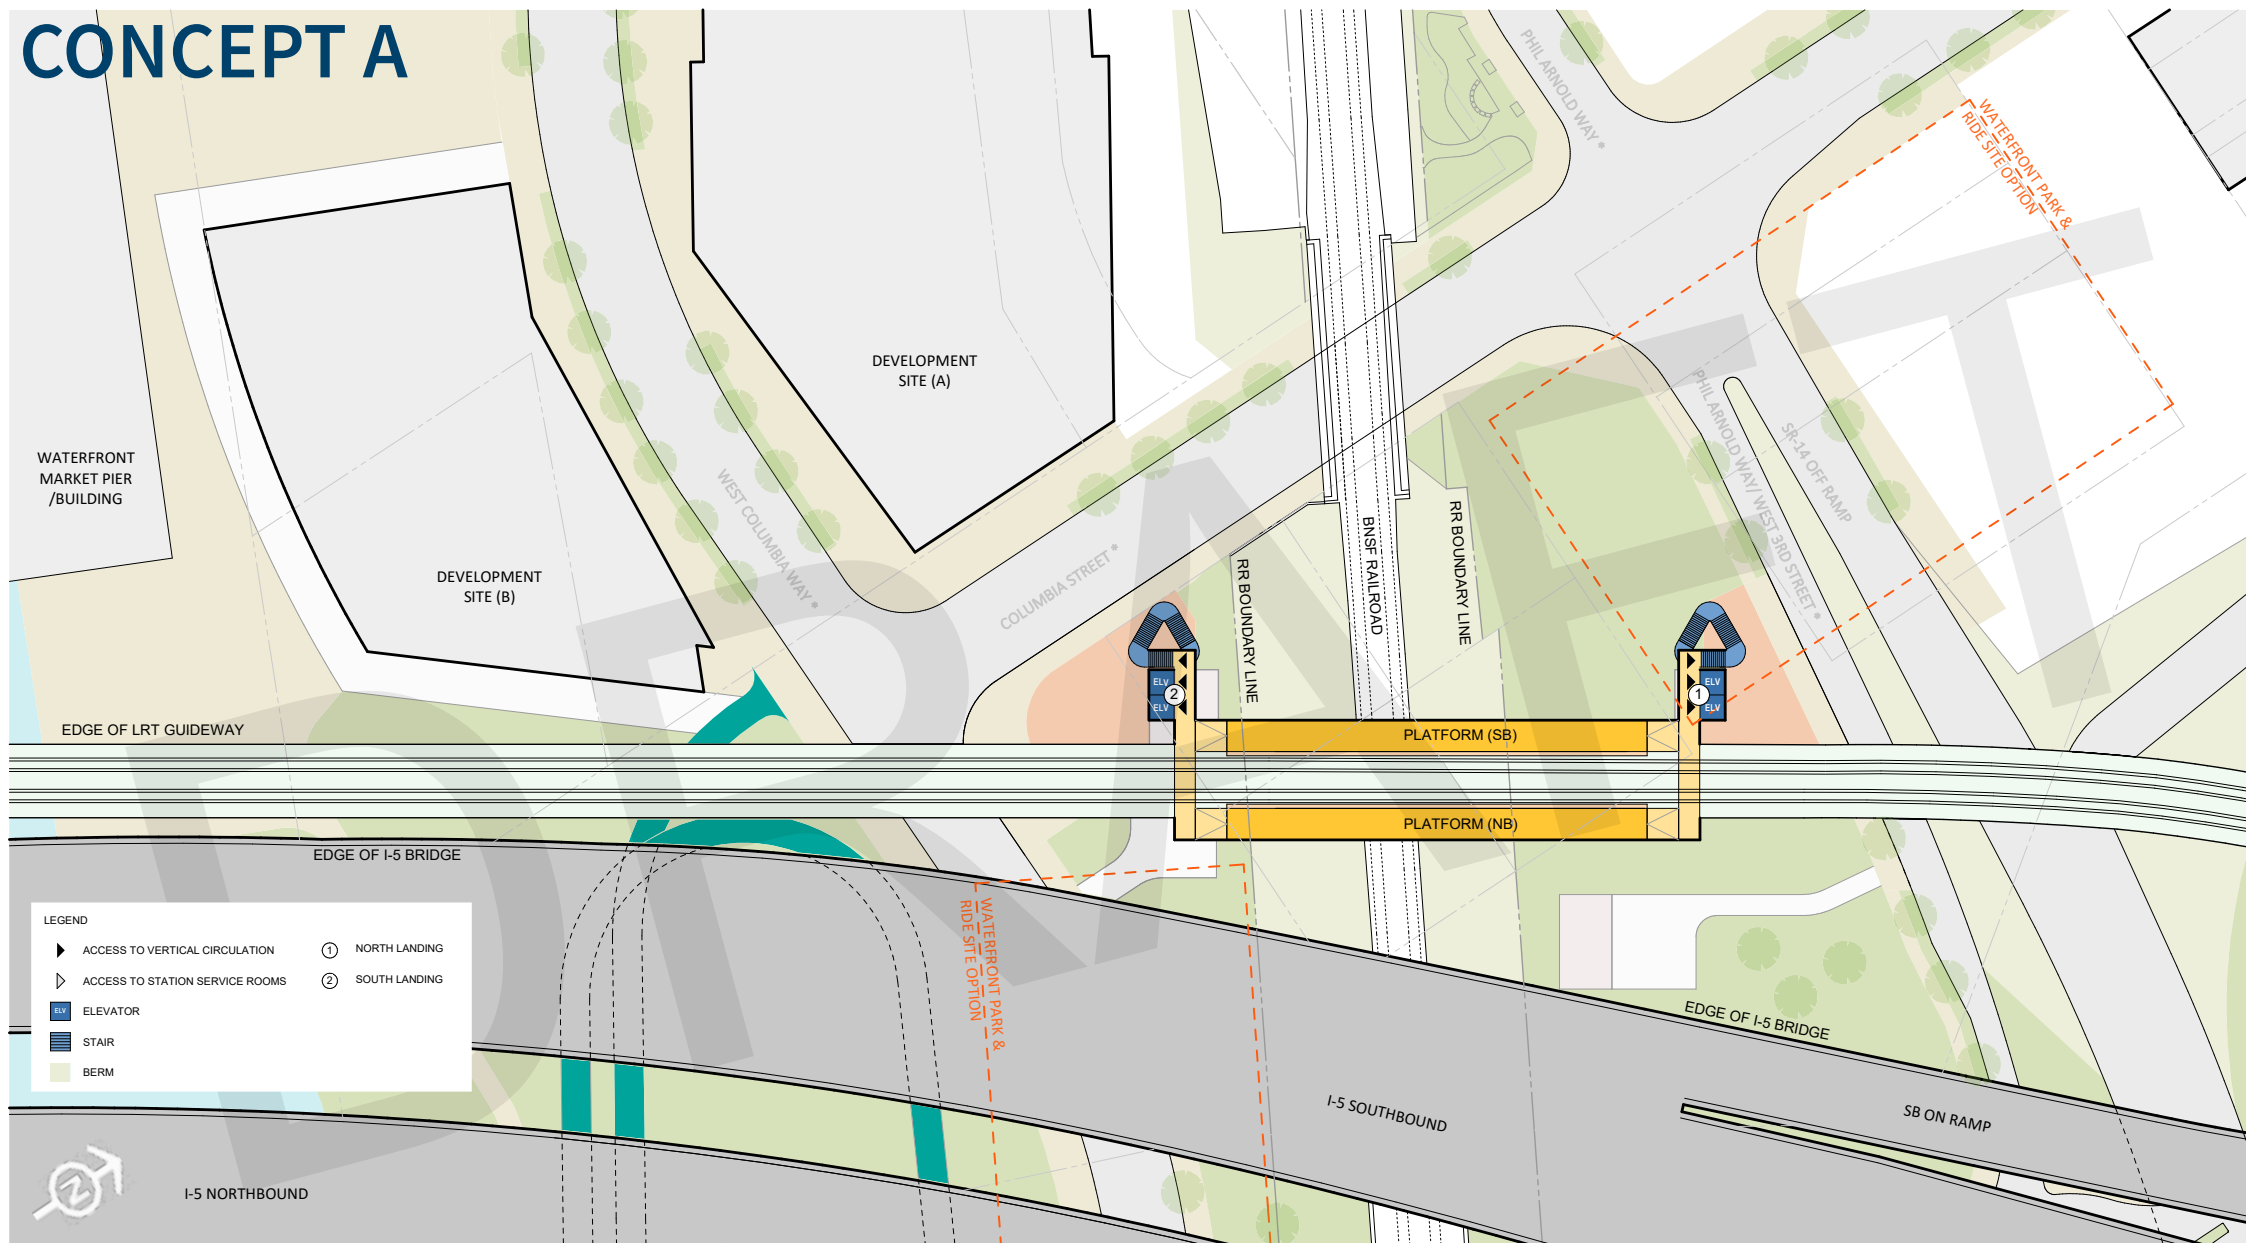 CONCEPT A
PHIL ARNOLD WAY *
WATERFRONT PARK &
RIDE SITE OPTION
DEVELOPMENT
SITE (A)
WATERFRONT
MARKET PIER
/BUILDING
DEVELOPMENT
SITE (B)
WEST COLUMBIA WAY *
COLUMBIA STREET *
RR BOUNDARY LINE
BNSF RAILROAD
RR BOUNDARY LINE
PHIL ARNOLD WAY/ WEST 3RD STREET *
SR-14 OFF RAMP
ELV
ELV
2
ELV
ELV
1
EDGE OF LRT GUIDEWAY
PLATFORM (SB)
PLATFORM (NB)
EDGE OF I-5 BRIDGE
WATERFRONT PARK &
RIDE SITE OPTION
EDGE OF I-5 BRIDGE
I-5 SOUTHBOUND
SB ON RAMP
I-5 NORTHBOUND
LEGEND
ACCESS TO VERTICAL CIRCULATION
ACCESS TO STATION SERVICE ROOMS
ELV ELEVATOR
STAIR
BERM
1 NORTH LANDING
2 SOUTH LANDING
Z
DRAFT